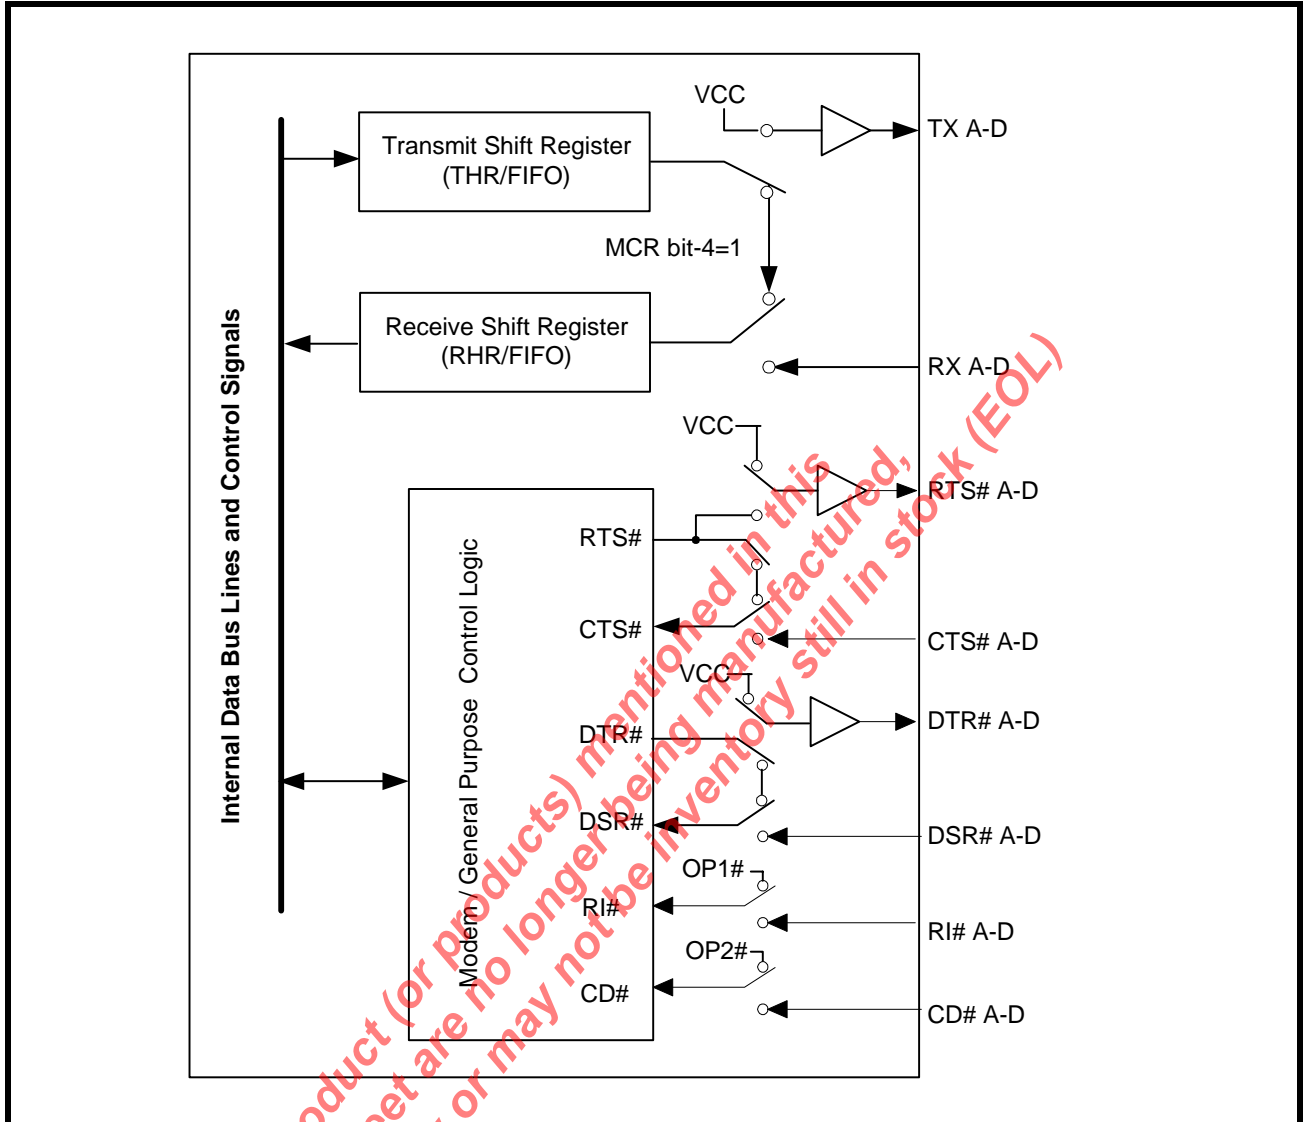 VCC
TX A-D
Transmit Shift Register
(THR/FIFO)
MCR bit-4=1
Receive Shift Register
(RHR/FIFO)
RX A-D
Internal Data Bus Lines and Control Signals
VCC
RTS# A-D
RTS#
Modem / General Purpose Control Logic
CTS#
CTS# A-D
VCC
DTR#
DTR# A-D
DSR#
DSR# A-D
OP1#
RI#
RI# A-D
OP2#
CD#
CD# A-D
(or products) mentioned in this
are no longer being manufactured,
or may not be inventory still in stock (EOL)